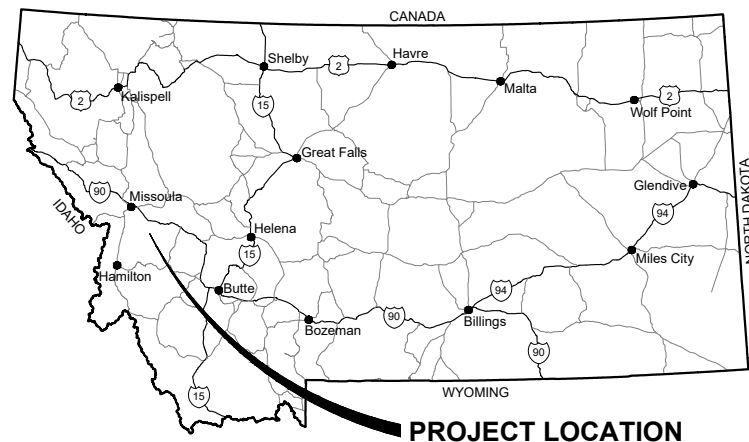 CANADA
Shelby
Havre
2
2
Kalispell
Malta
2
15
Wolf Point
Great Falls
Glendive
90
Missoula
94
NORTH DAKOTA
IDAHO
Helena
15
Miles City
Hamilton
Butte
94
90
Billings
Bozeman
90
15
WYOMING
PROJECT LOCATION